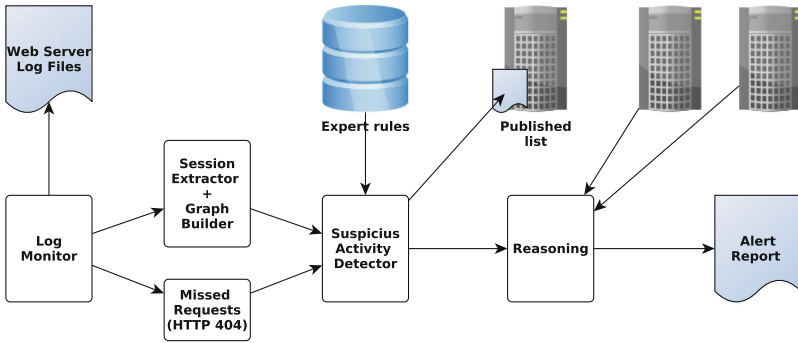 Web Server
Log Files
Expert rules
Published
list
Session
Extractor
+
Graph
Builder
Log
Monitor
Suspicius
Activity
Detector
Reasoning
Alert
Report
Missed
Requests
(HTTP 404)